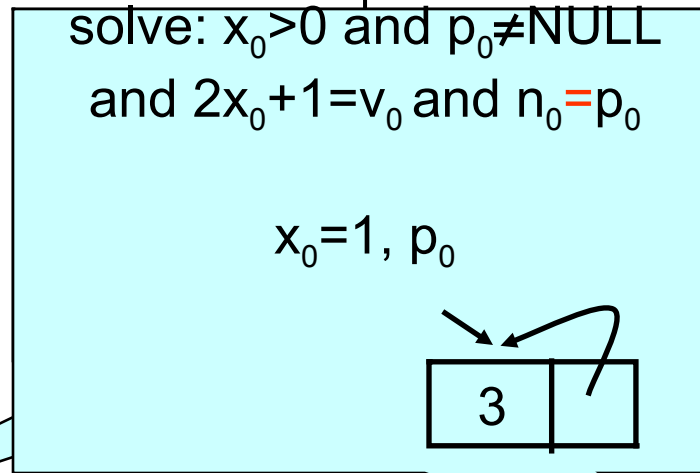 solve: x₀>0 and p₀≠NULL
and 2x₀+1=v₀ and n₀=p₀
x₀=1, p₀
3